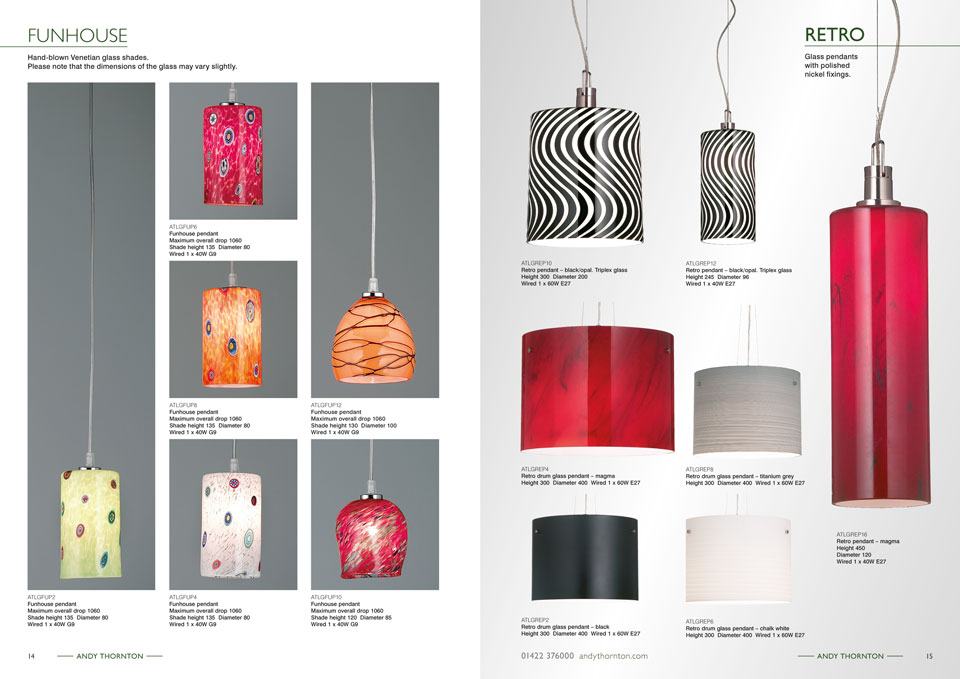 FUNHOUSE
Hand-blown Venetian glass shades.
Please note that the dimensions of the glass may vary slightly.
ATLGFUP6
Funhouse pendant
Maximum overall drop 1060
Shade height 135 Diameter 80
Wired 1 x 40W G9
ATLGFUP8
Funhouse pendant
Maximum overall drop 1060
Shade height 135 Diameter 80
Wired 1 x 40W G9
ATLGFUP12
Funhouse pendant
Maximum overall drop 1060
Shade height 130 Diameter 100
Wired 1 x 40W G9
ATLGFUP2
Funhouse pendant
Maximum overall drop 1060
Shade height 135 Diameter 80
Wired 1 x 40W G9
ATLGFUP4
Funhouse pendant
Maximum overall drop 1060
Shade height 135 Diameter 80
Wired 1 x 40W G9
ATLGFUP10
Funhouse pendant
Maximum overall drop 1060
Shade height 120 Diameter 85
Wired 1 x 40W G9
14
ANDY THORNTON
RETRO
Glass pendants
with polished
nickel fixings.
ATLGREP10
Retro pendant – black/opal. Triplex glass
Height 300 Diameter 200
Wired 1 x 60W E27
ATLGREP12
Retro pendant – black/opal. Triplex glass
Height 245 Diameter 96
Wired 1 x 40W E27
ATLGREP4
Retro drum glass pendant – magma
Height 300 Diameter 400 Wired 1 x 60W E27
ATLGREP8
Retro drum glass pendant – titanium grey
Height 300 Diameter 400 Wired 1 x 60W E27
ATLGREP16
Retro pendant – magma
Height 450
Diameter 120
Wired 1 x 40W E27
ATLGREP2
Retro drum glass pendant – black
Height 300 Diameter 400 Wired 1 x 60W E27
ATLGREP6
Retro drum glass pendant – chalk white
Height 300 Diameter 400 Wired 1 x 60W E27
01422 376000 andythornton.com
ANDY THORNTON
15